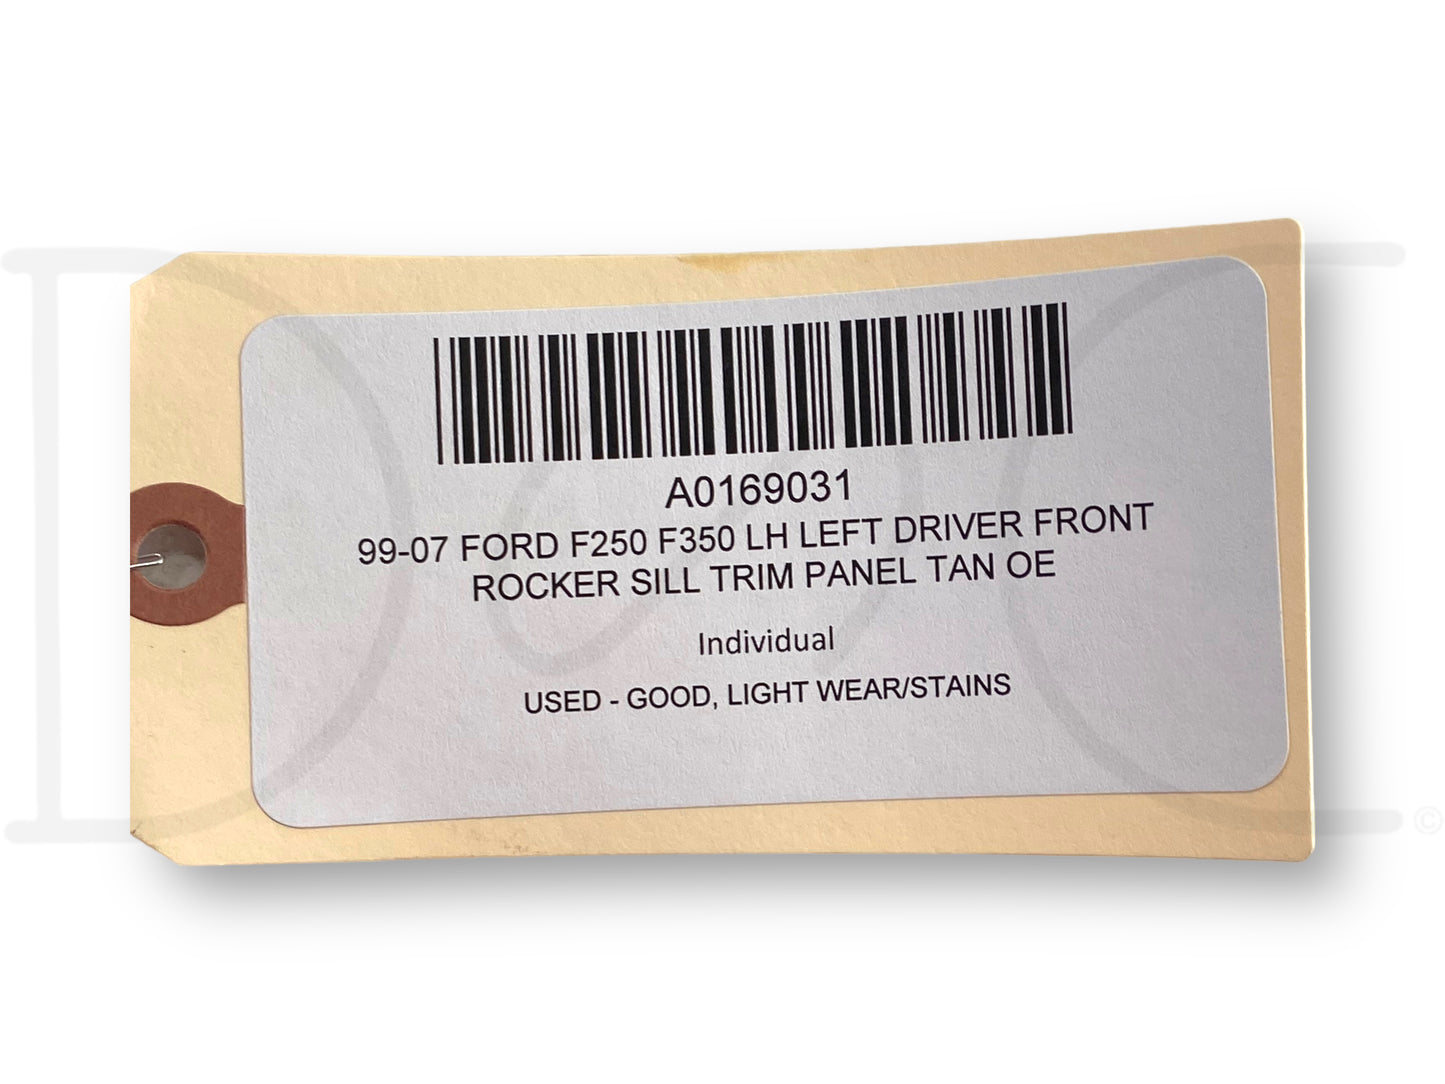 A0169031
99-07 FORD F250 F350 LH LEFT DRIVER FRONT
ROCKER SILL TRIM PANEL TAN OE
Individual
USED - GOOD, LIGHT WEAR/STAINS
©